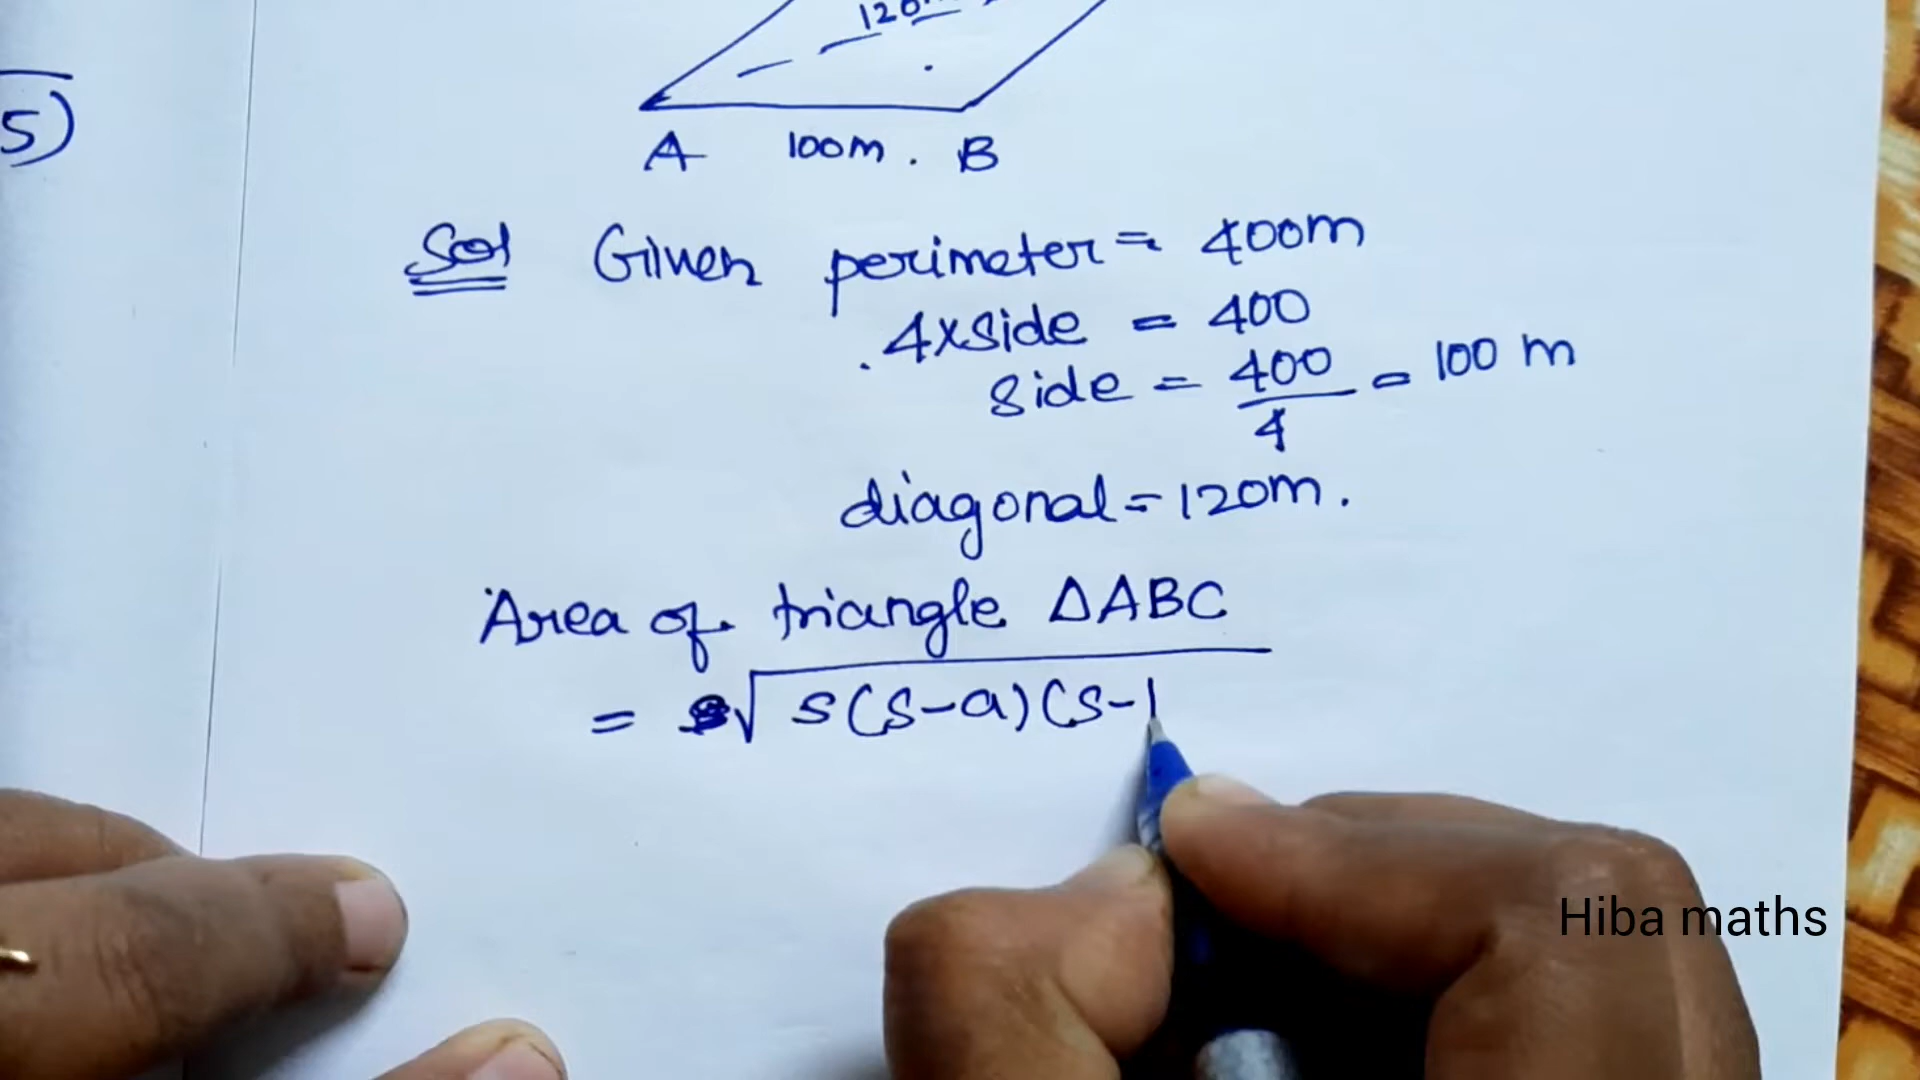 120
5)
A 100m. B
Sol Given perimeter = 400m
4xside = 400
side = 400/4 = 100 m
diagonal = 120m.
Area of triangle ΔABC
= √s(s-a)(s-
Hiba maths